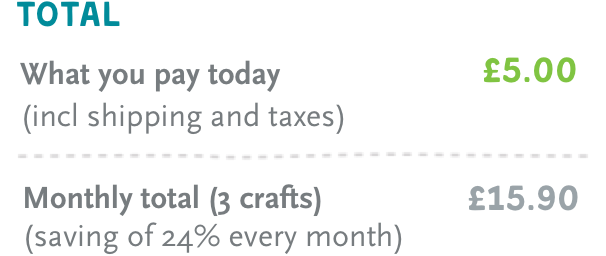 TOTAL
What you pay today £5.00
(incl shipping and taxes)
Monthly total (3 crafts) £15.90
(saving of 24% every month)